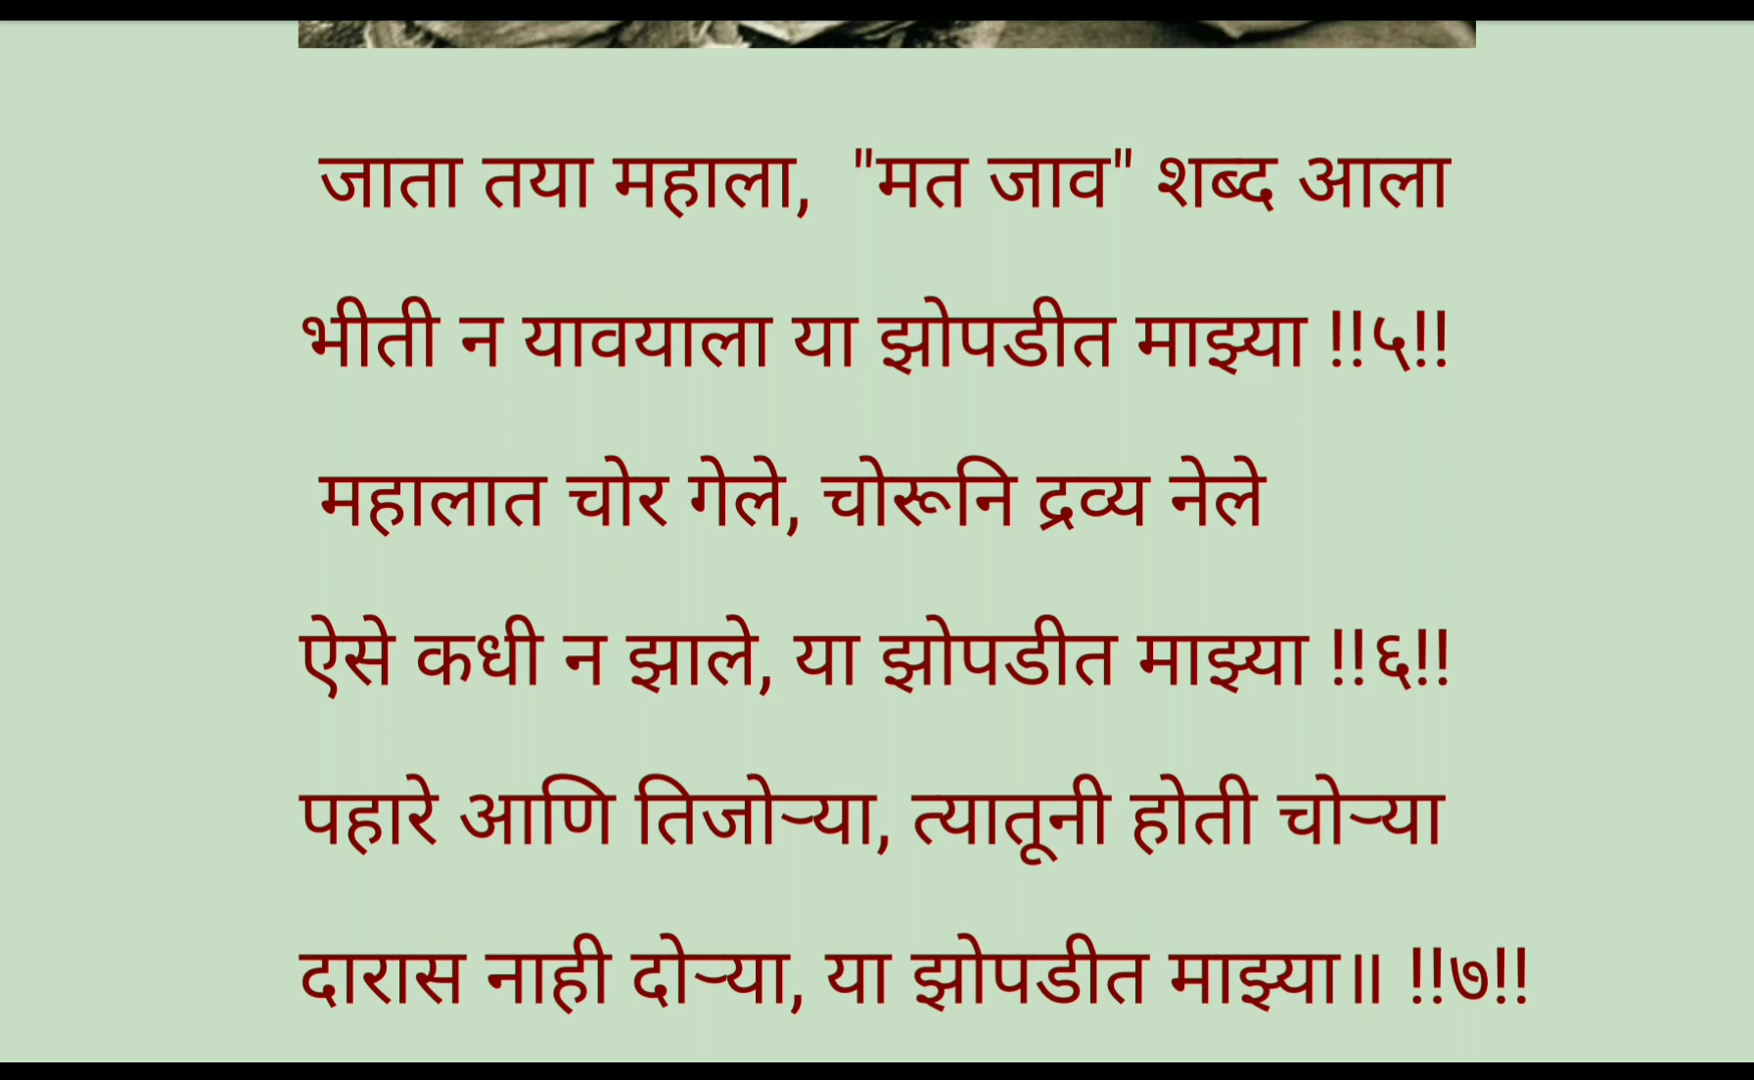 जाता तया महाला, "मत जाव" शब्द आला
भीती न यावयाला या झोपडीत माझ्या !!५!!
महालात चोर गेले, चोरूनि द्रव्य नेले
ऐसे कधी न झाले, या झोपडीत माझ्या !!६!!
पहारे आणि तिजोऱ्या, त्यातूनी होती चोऱ्या
दारास नाही दोऱ्या, या झोपडीत माझ्या॥ !!७!!